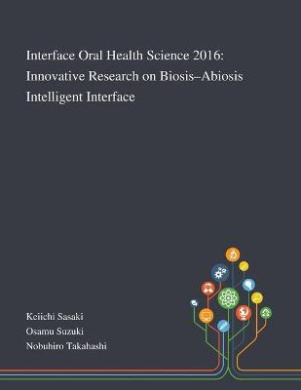 Interface Oral Health Science 2016:
Innovative Research on Biosis–Abiosis
Intelligent Interface
Keiichi Sasaki
Osamu Suzuki
Nobuhiro Takahashi